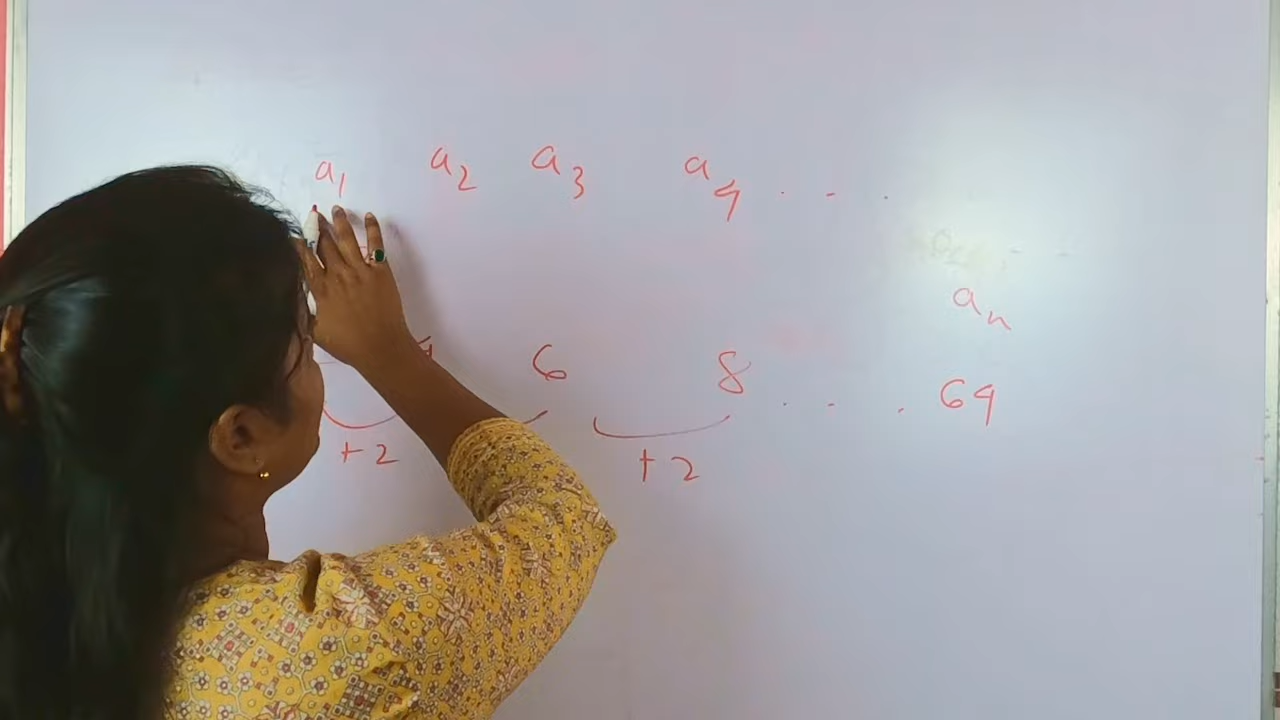 a₁ a₂ a₃ a₄ . . .
aₙ
6 8 . . . 64
+2 +2